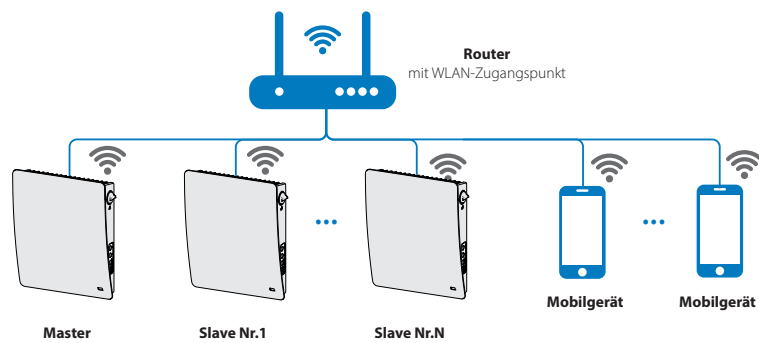 Router
mit WLAN-Zugangspunkt
...
...
Mobilgerät
Mobilgerät
Master
Slave Nr.1
Slave Nr.N